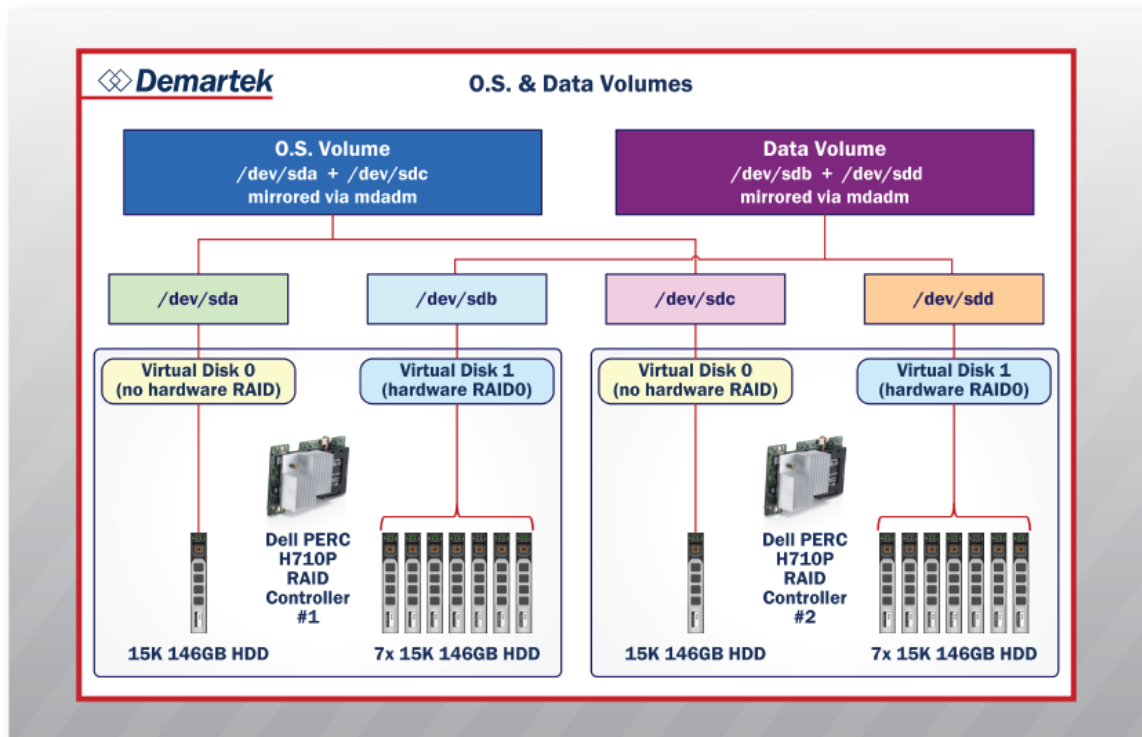 Demartek
O.S. & Data Volumes
O.S. Volume
/dev/sda + /dev/sdc
mirrored via mdadm
Data Volume
/dev/sdb + /dev/sdd
mirrored via mdadm
/dev/sda
/dev/sdb
/dev/sdc
/dev/sdd
Virtual Disk 0
(no hardware RAID)
Virtual Disk 1
(hardware RAID0)
Virtual Disk 0
(no hardware RAID)
Virtual Disk 1
(hardware RAID0)
Dell PERC
H710P
RAID
Controller
#1
Dell PERC
H710P
RAID
Controller
#2
15K 146GB HDD
7x 15K 146GB HDD
15K 146GB HDD
7x 15K 146GB HDD